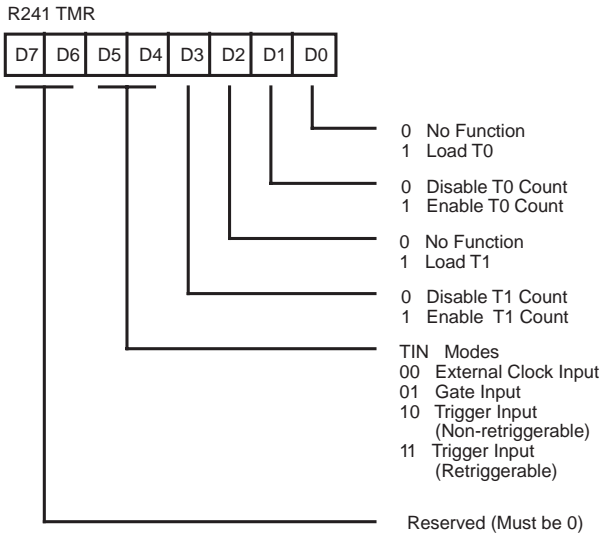 R241 TMR
D7 D6 D5 D4 D3 D2 D1 D0
0 No Function
1 Load T0
0 Disable T0 Count
1 Enable T0 Count
0 No Function
1 Load T1
0 Disable T1 Count
1 Enable T1 Count
TIN Modes
00 External Clock Input
01 Gate Input
10 Trigger Input
(Non-retriggerable)
11 Trigger Input
(Retriggerable)
Reserved (Must be 0)